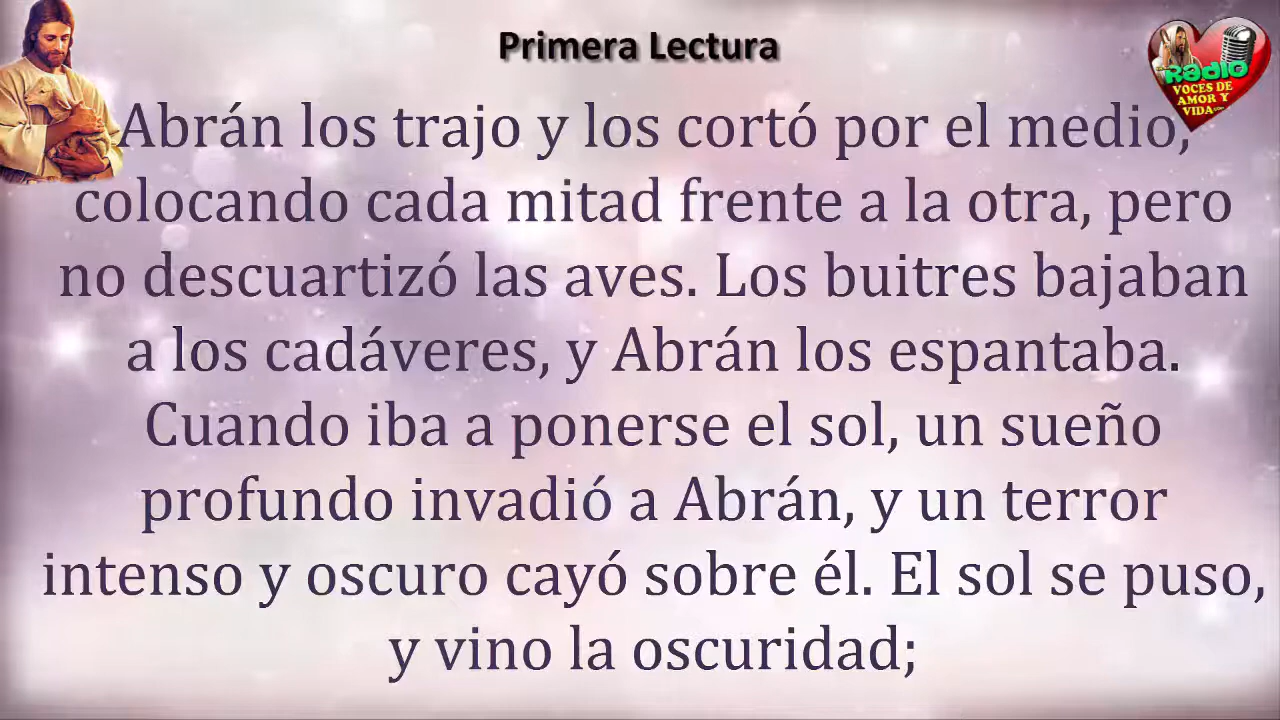 Primera Lectura
Radio
VOCES DE
AMOR Y
VIDA
Abrán los trajo y los cortó por el medio,
colocando cada mitad frente a la otra, pero
no descuartizó las aves. Los buitres bajaban
a los cadáveres, y Abrán los espantaba.
Cuando iba a ponerse el sol, un sueño
profundo invadió a Abrán, y un terror
intenso y oscuro cayó sobre él. El sol se puso,
y vino la oscuridad;